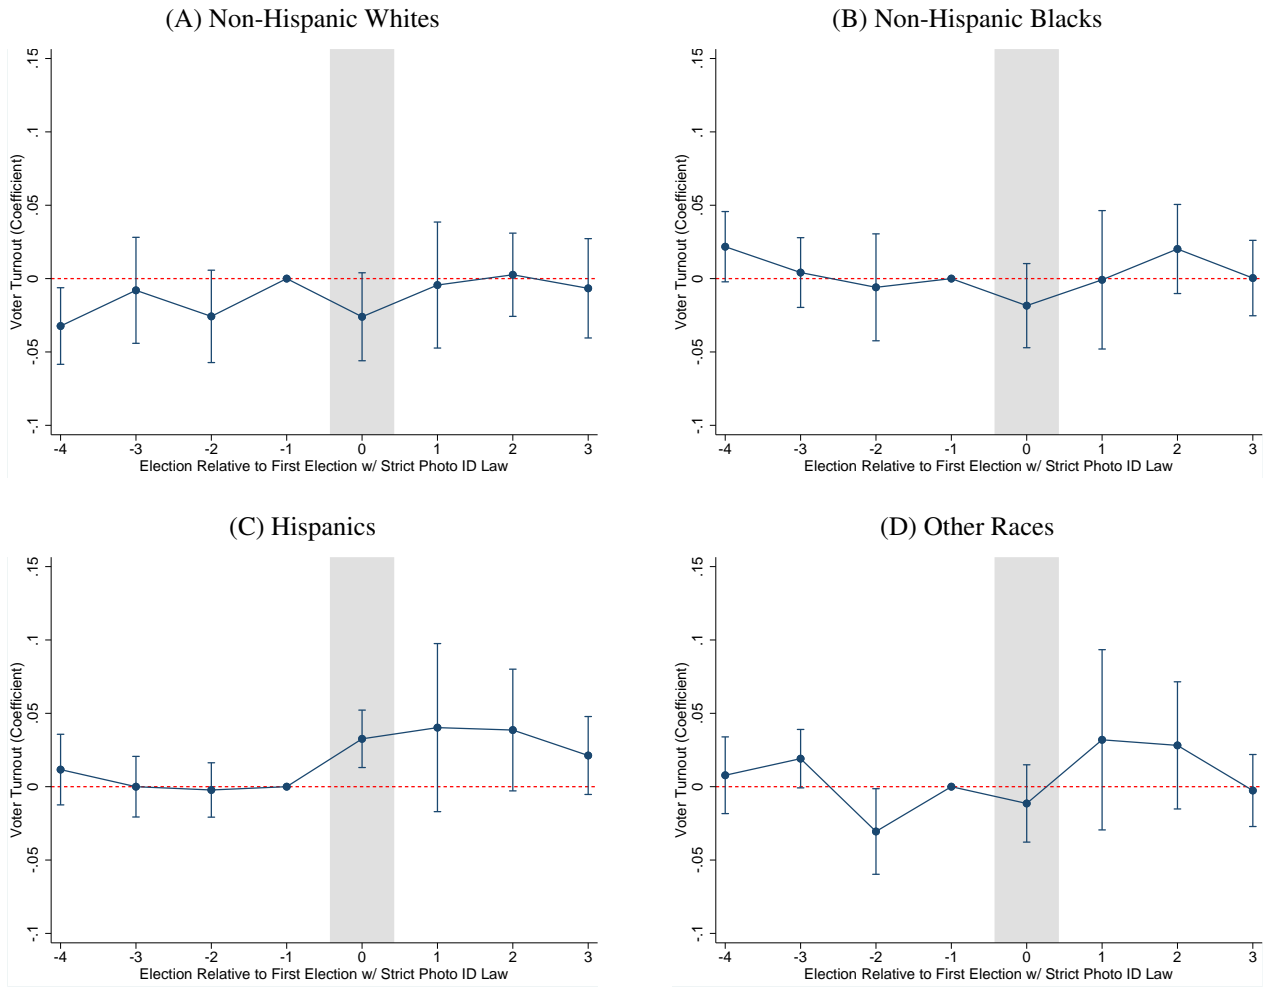 (A) Non-Hispanic Whites
Voter Turnout (Coefficient)
.15
.1
.05
0
-.05
-.1
-4 -3 -2 -1 0 1 2 3
Election Relative to First Election w/ Strict Photo ID Law
(B) Non-Hispanic Blacks
Voter Turnout (Coefficient)
.15
.1
.05
0
-.05
-.1
-4 -3 -2 -1 0 1 2 3
Election Relative to First Election w/ Strict Photo ID Law
(C) Hispanics
Voter Turnout (Coefficient)
.15
.1
.05
0
-.05
-.1
-4 -3 -2 -1 0 1 2 3
Election Relative to First Election w/ Strict Photo ID Law
(D) Other Races
Voter Turnout (Coefficient)
.15
.1
.05
0
-.05
-.1
-4 -3 -2 -1 0 1 2 3
Election Relative to First Election w/ Strict Photo ID Law